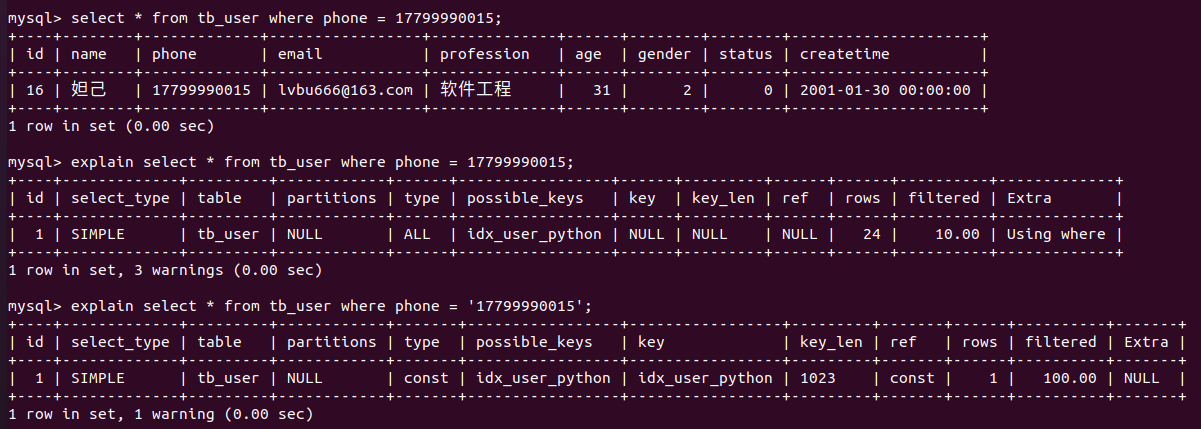 mysql> select * from tb_user where phone = 17799990015;
+----+--------+-------------+------------------+--------------+------+--------+--------+---------------------+
| id | name   | phone       | email            | profession   | age  | gender | status | createtime          |
+----+--------+-------------+------------------+--------------+------+--------+--------+---------------------+
| 16 | 妲己   | 17799990015 | lvbu666@163.com | 软件工程     |   31 |      2 |      0 | 2001-01-30 00:00:00 |
+----+--------+-------------+------------------+--------------+------+--------+--------+---------------------+
1 row in set (0.00 sec)
mysql> explain select * from tb_user where phone = 17799990015;
+----+-------------+---------+------------+------+-----------------+------+---------+------+------+----------+-------------+
| id | select_type | table   | partitions | type | possible_keys   | key  | key_len | ref  | rows | filtered | Extra       |
+----+-------------+---------+------------+------+-----------------+------+---------+------+------+----------+-------------+
|  1 | SIMPLE      | tb_user | NULL       | ALL  | idx_user_python | NULL | NULL    | NULL |   24 |    10.00 | Using where |
+----+-------------+---------+------------+------+-----------------+------+---------+------+------+----------+-------------+
1 row in set, 3 warnings (0.00 sec)
mysql> explain select * from tb_user where phone = '17799990015';
+----+-------------+---------+------------+-------+-----------------+-----------------+---------+-------+------+----------+-------+
| id | select_type | table   | partitions | type  | possible_keys   | key             | key_len | ref   | rows | filtered | Extra |
+----+-------------+---------+------------+-------+-----------------+-----------------+---------+-------+------+----------+-------+
|  1 | SIMPLE      | tb_user | NULL       | const | idx_user_python | idx_user_python | 1023    | const |    1 |   100.00 | NULL  |
+----+-------------+---------+------------+-------+-----------------+-----------------+---------+-------+------+----------+-------+
1 row in set, 1 warning (0.00 sec)